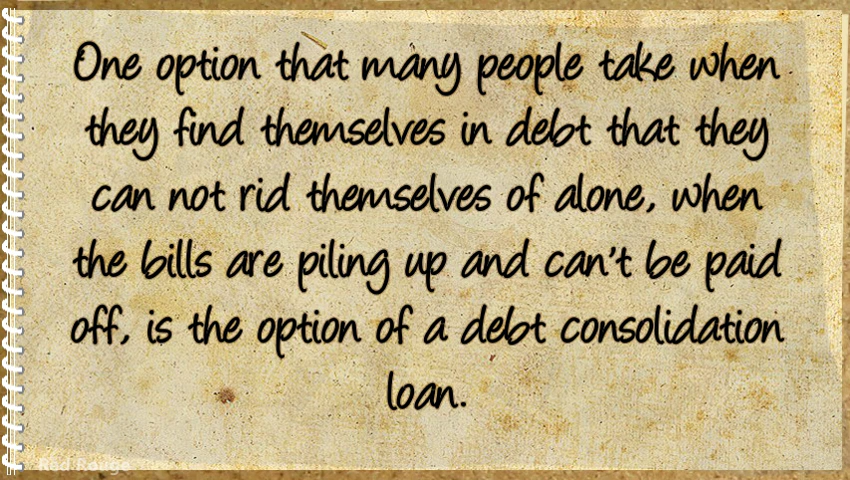 One option that many people take when
they find themselves in debt that they
can not rid themselves of alone, when
the bills are piling up and can't be paid
off, is the option of a debt consolidation
loan.
Red Rouge